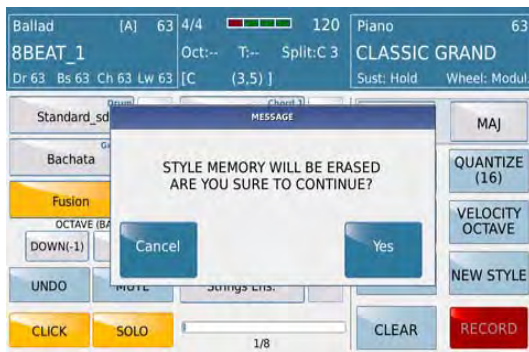 Ballad [A] 63 4/4 120 Piano 63
8BEAT_1 Oct:-- T:-- Split:C 3 CLASSIC GRAND
Dr 63 Bs 63 Ch 63 Lw 63 [C (3,5) ] Sust: Hold Wheel: Modul.
Drum Chord 1
Standard_sd MESSAGE MAJ
Bachata STYLE MEMORY WILL BE ERASED QUANTIZE
ARE YOU SURE TO CONTINUE? (16)
Fusion VELOCITY
OCTAVE (BA OCTAVE
DOWN(-1) Cancel Yes
UNDO MUTE Strings Ens. NEW STYLE
CLICK SOLO 1/8 CLEAR RECORD